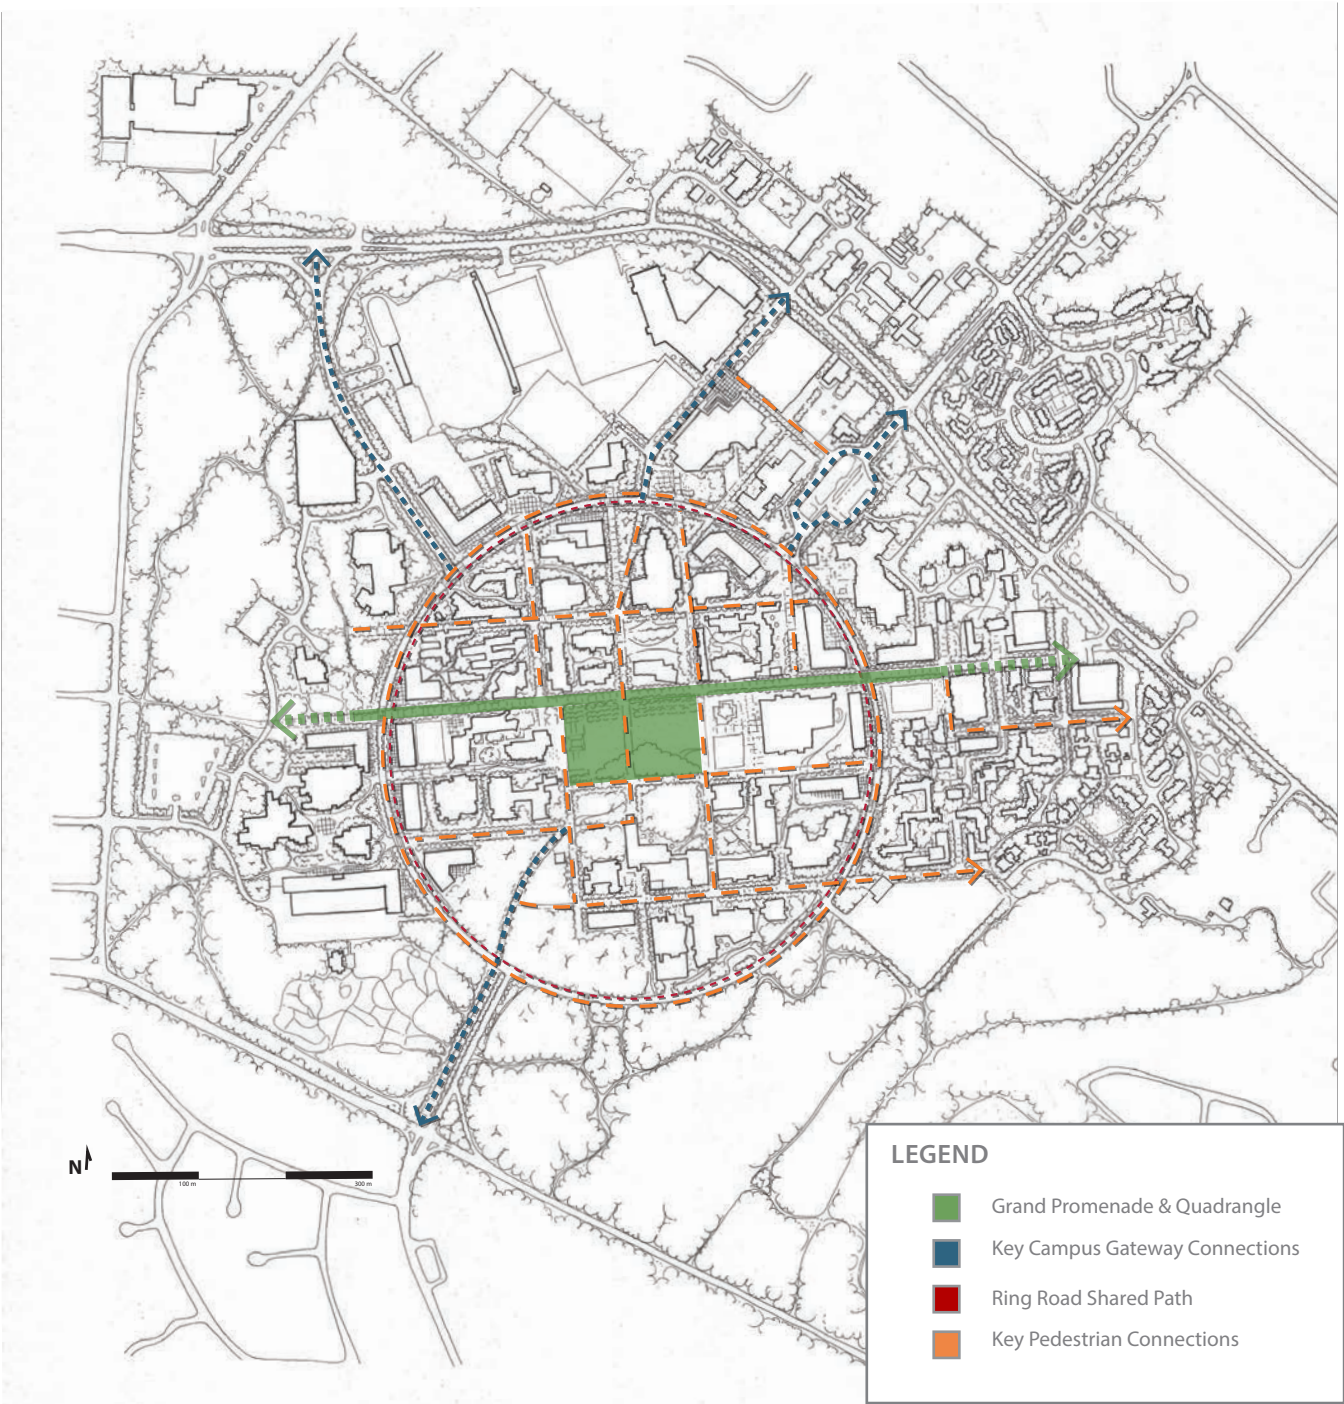 N
100 m
300 m
LEGEND
Grand Promenade & Quadrangle
Key Campus Gateway Connections
Ring Road Shared Path
Key Pedestrian Connections